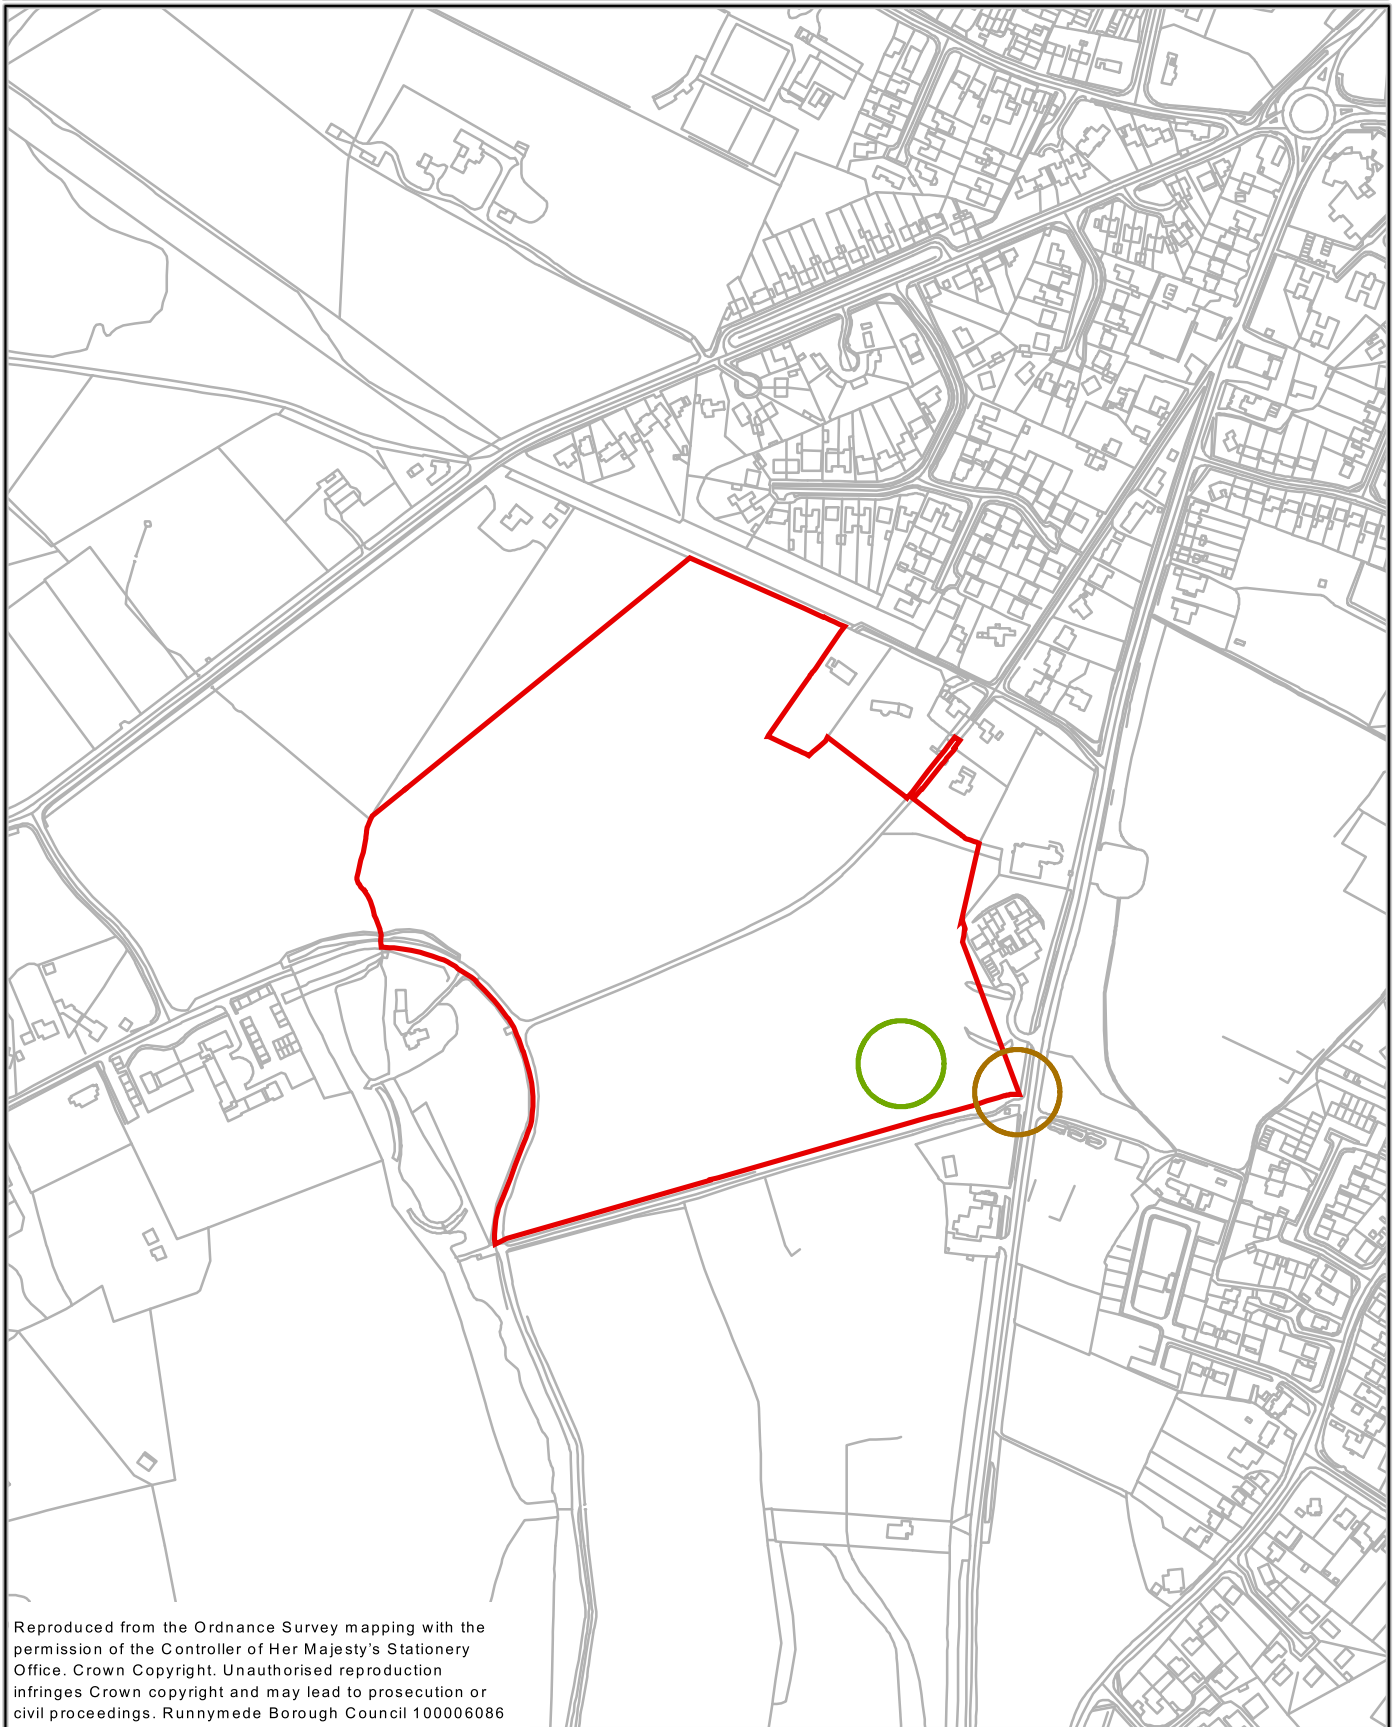 Reproduced from the Ordnance Survey mapping with the
permission of the Controller of Her Majesty’s Stationery
Office. Crown Copyright. Unauthorised reproduction
infringes Crown copyright and may lead to prosecution or
civil proceedings. Runnymede Borough Council 100006086